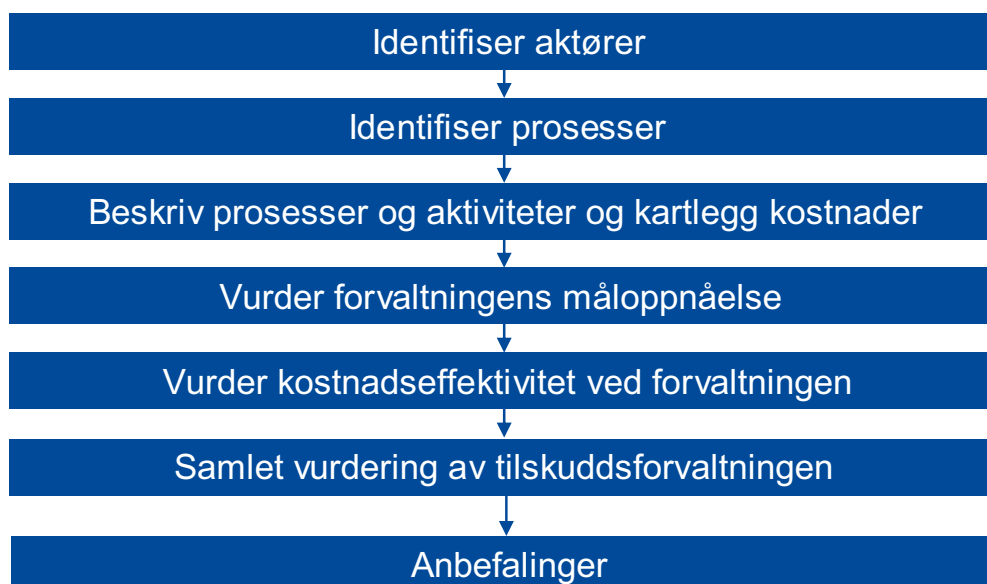 Identifiser aktører
Identifiser prosesser
Beskriv prosesser og aktiviteter og kartlegg kostnader
Vurder forvaltningens måloppnåelse
Vurder kostnadseffektivitet ved forvaltningen
Samlet vurdering av tilskuddsforvaltningen
Anbefalinger